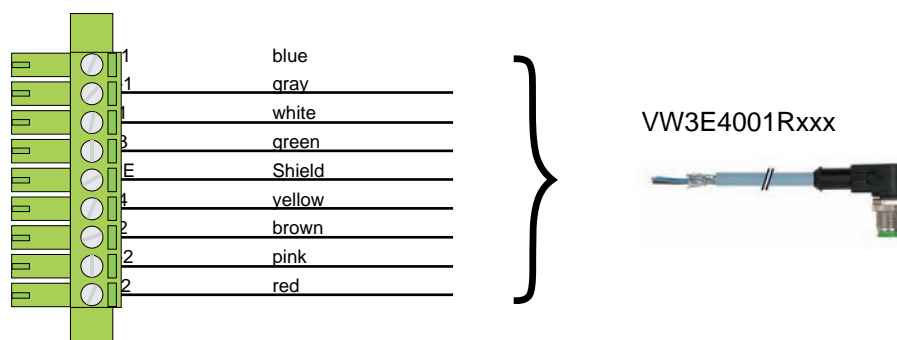 1 blue
1 gray
1 white
3 green
E Shield
4 yellow
2 brown
2 pink
2 red
VW3E4001Rxxx